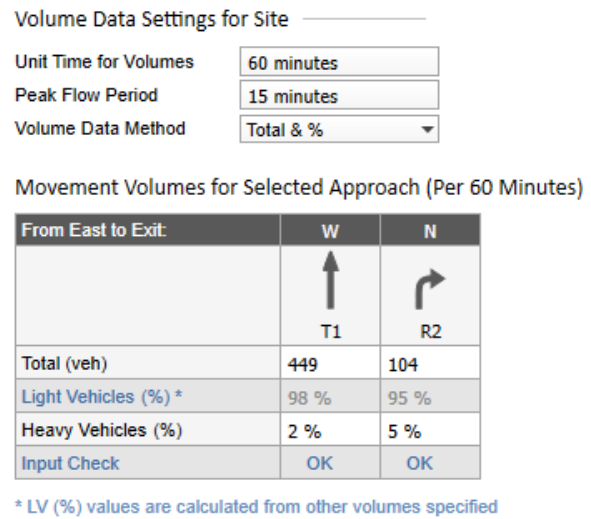 Volume Data Settings for Site
Unit Time for Volumes 60 minutes
Peak Flow Period 15 minutes
Volume Data Method Total & %
Movement Volumes for Selected Approach (Per 60 Minutes)
From East to Exit: W N
T1 R2
Total (veh) 449 104
Light Vehicles (%) * 98 % 95 %
Heavy Vehicles (%) 2 % 5 %
Input Check OK OK
* LV (%) values are calculated from other volumes specified